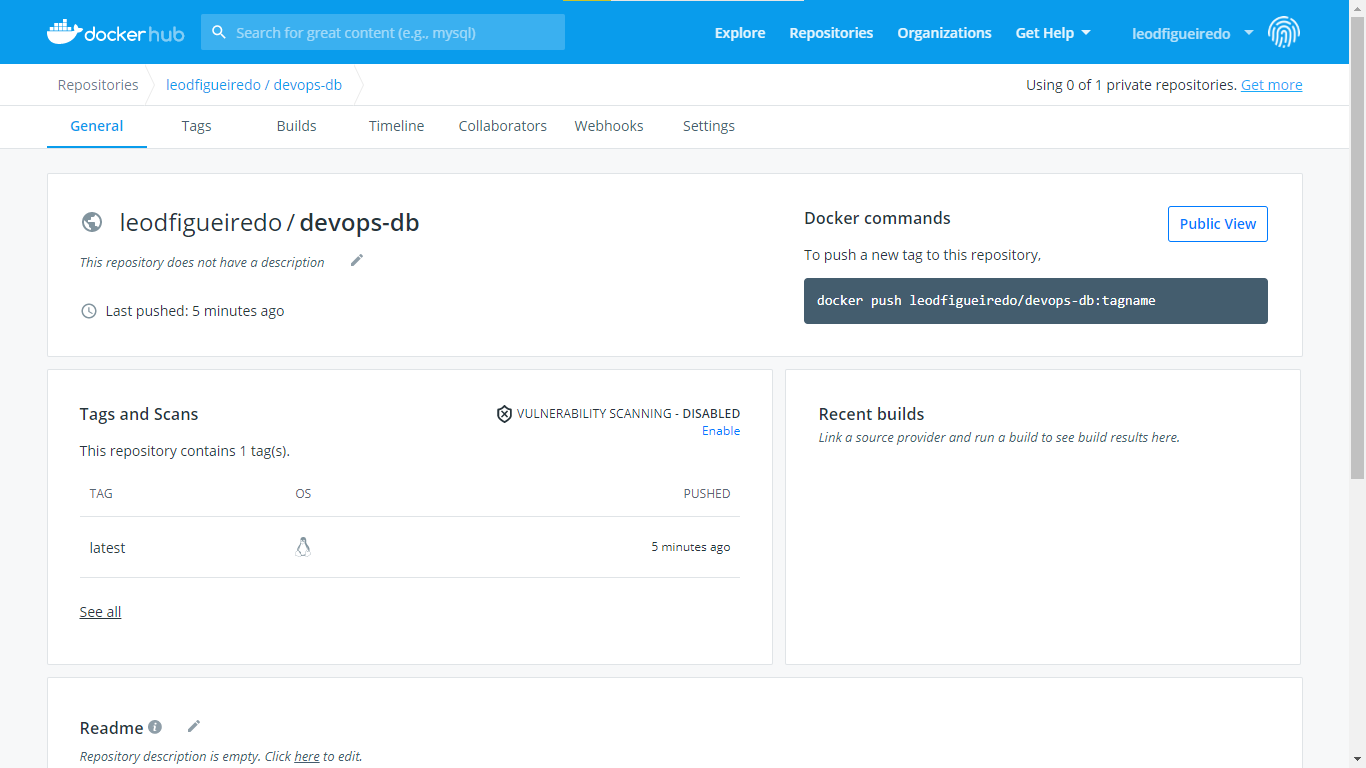 dockerhub Search for great content (e.g., mysql) Explore Repositories Organizations Get Help leodfigueiredo
Repositories leodfigueiredo / devops-db Using 0 of 1 private repositories. Get more
General Tags Builds Timeline Collaborators Webhooks Settings
leodfigueiredo / devops-db
This repository does not have a description
Last pushed: 5 minutes ago
Docker commands
Public View
To push a new tag to this repository,
docker push leodfigueiredo/devops-db:tagname
Tags and Scans
VULNERABILITY SCANNING - DISABLED
Enable
This repository contains 1 tag(s).
TAG OS PUSHED
latest 5 minutes ago
See all
Recent builds
Link a source provider and run a build to see build results here.
Readme
Repository description is empty. Click here to edit.